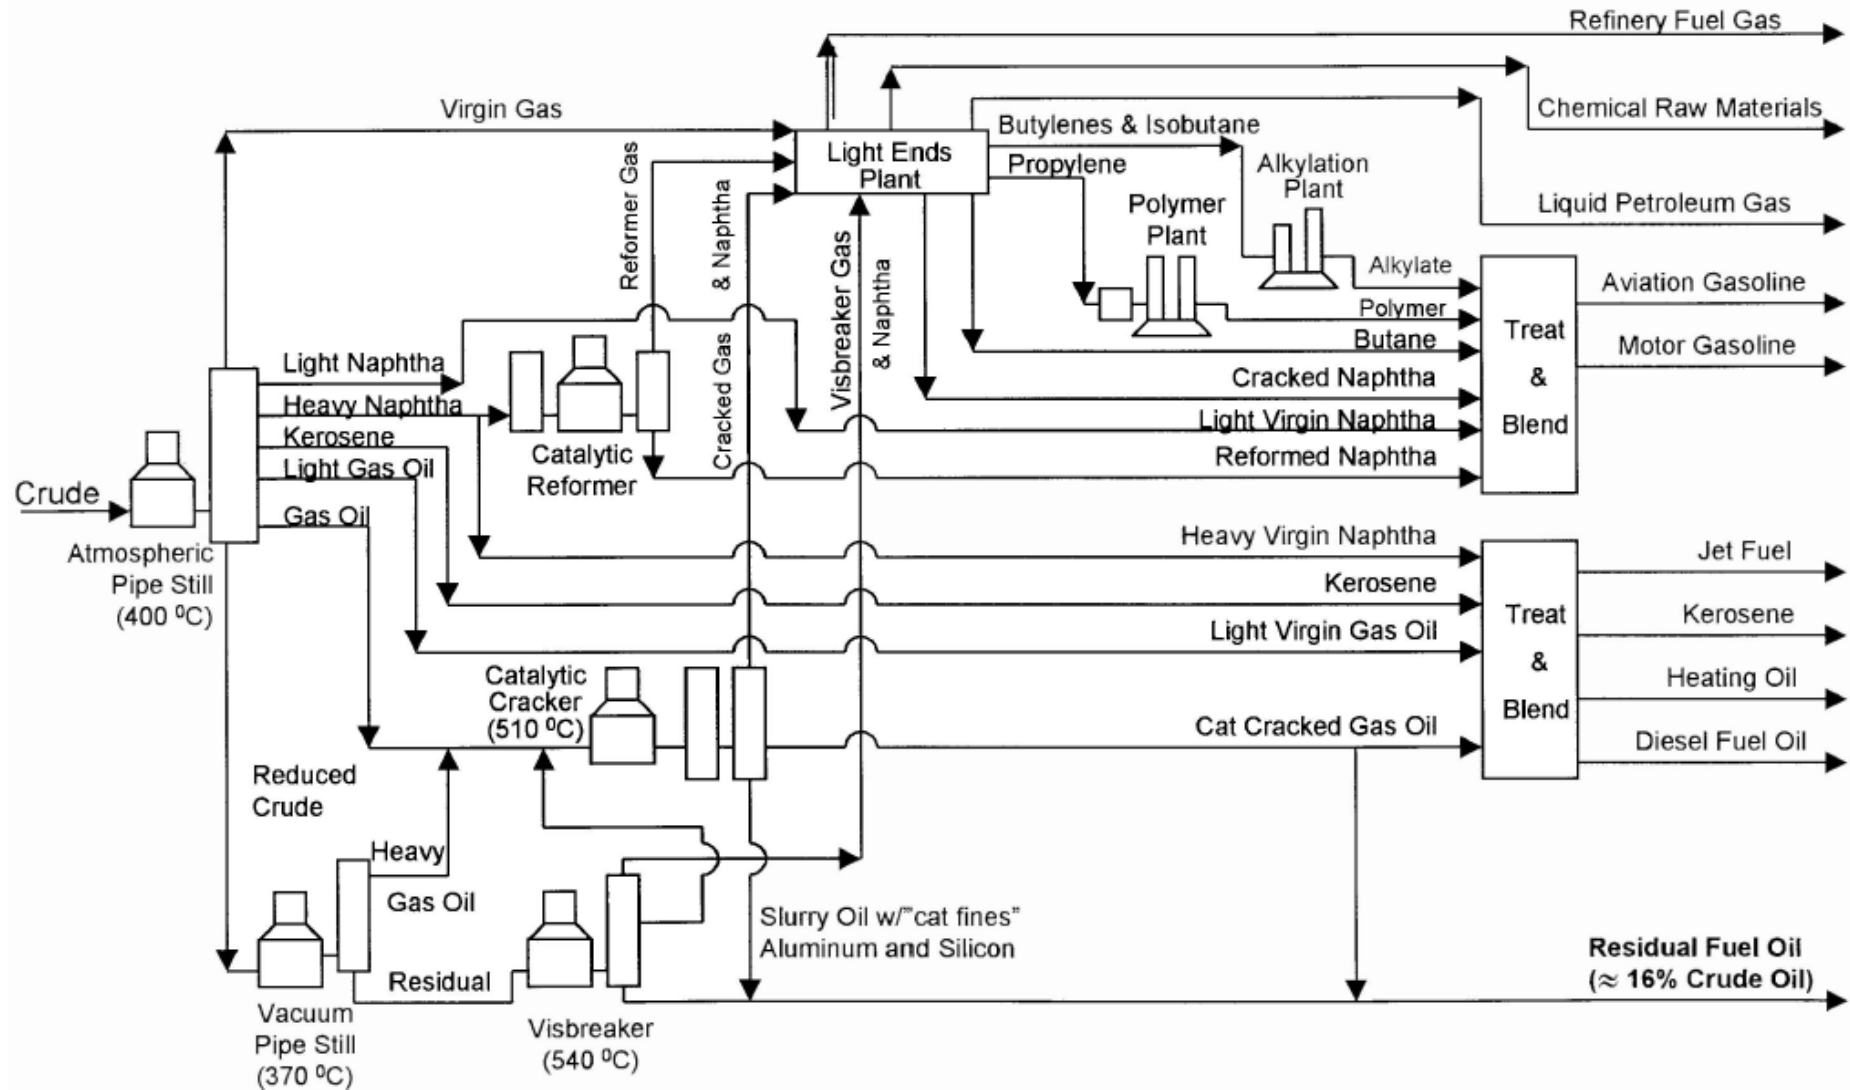 Refinery Fuel Gas
Virgin Gas
Chemical Raw Materials
Butylenes & Isobutane
Light Ends
Plant
Propylene
Alkylation
Plant
Reformer Gas
& Naphtha
Cracked Gas
Visbreaker Gas
& Naphtha
Polymer
Plant
Liquid Petroleum Gas
Alkylate
Aviation Gasoline
Polymer
Treat
&
Blend
Butane
Motor Gasoline
Light Naphtha
Cracked Naphtha
Heavy Naphtha
Light Virgin Naphtha
Kerosene
Catalytic
Reformer
Reformed Naphtha
Light Gas Oil
Crude
Gas Oil
Atmospheric
Pipe Still
(400 ⁰C)
Heavy Virgin Naphtha
Jet Fuel
Kerosene
Treat
&
Blend
Kerosene
Light Virgin Gas Oil
Catalytic
Cracker
(510 ⁰C)
Heating Oil
Cat Cracked Gas Oil
Diesel Fuel Oil
Reduced
Crude
Heavy
Gas Oil
Slurry Oil w/"cat fines"
Aluminum and Silicon
Residual Fuel Oil
(≈ 16% Crude Oil)
Residual
Vacuum
Pipe Still
(370 ⁰C)
Visbreaker
(540 ⁰C)